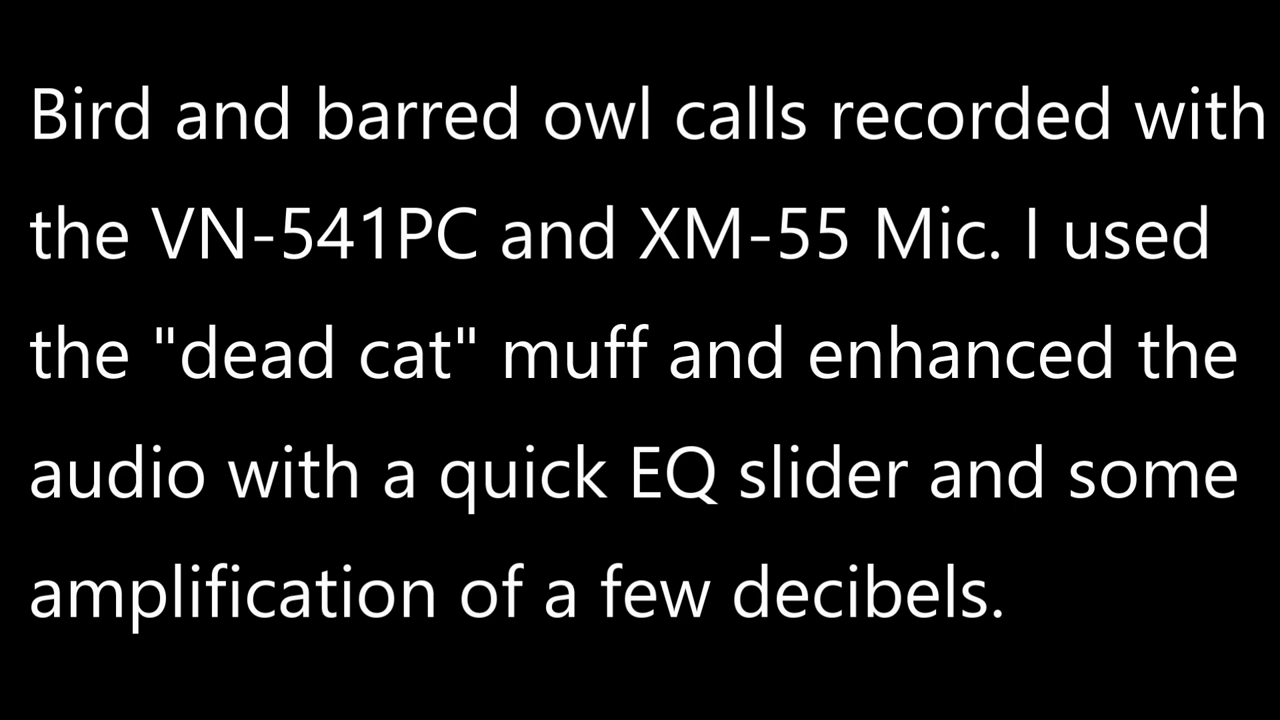 Bird and barred owl calls recorded with
the VN-541PC and XM-55 Mic. I used
the "dead cat" muff and enhanced the
audio with a quick EQ slider and some
amplification of a few decibels.